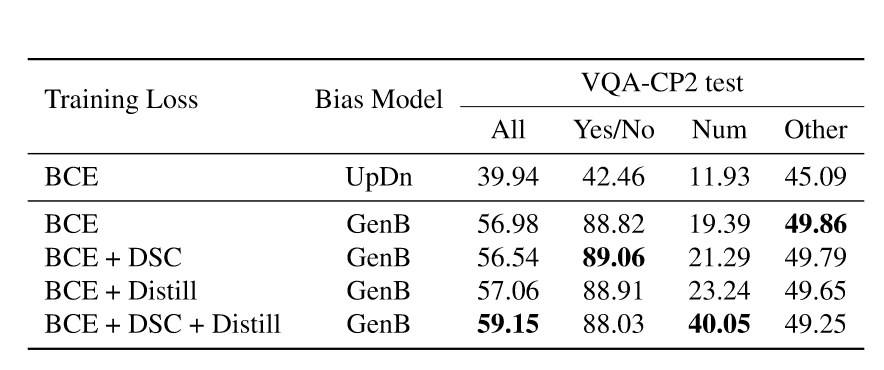 Training Loss Bias Model VQA-CP2 test
All Yes/No Num Other
BCE UpDn 39.94 42.46 11.93 45.09
BCE GenB 56.98 88.82 19.39 49.86
BCE + DSC GenB 56.54 89.06 21.29 49.79
BCE + Distill GenB 57.06 88.91 23.24 49.65
BCE + DSC + Distill GenB 59.15 88.03 40.05 49.25